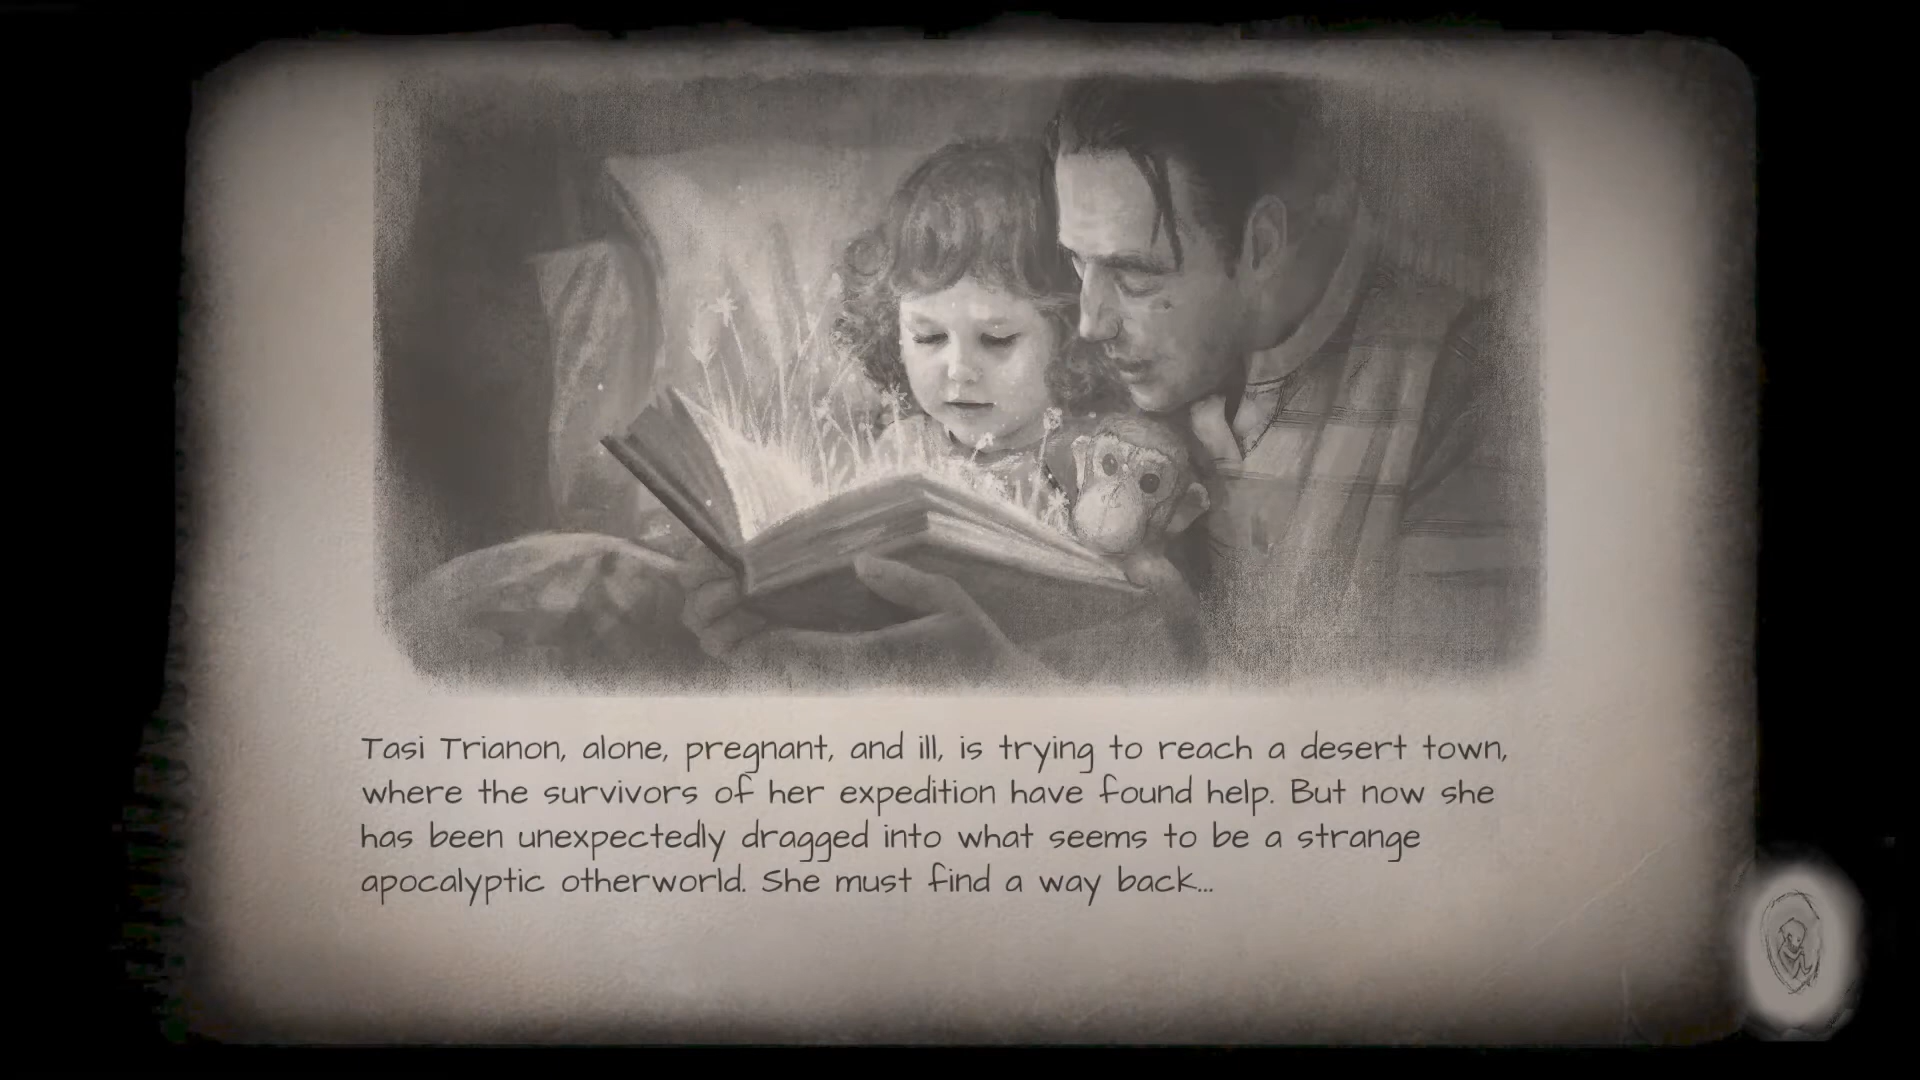 Tasi Trianon, alone, pregnant, and ill, is trying to reach a desert town,
where the survivors of her expedition have found help. But now she
has been unexpectedly dragged into what seems to be a strange
apocalyptic otherworld. She must find a way back...